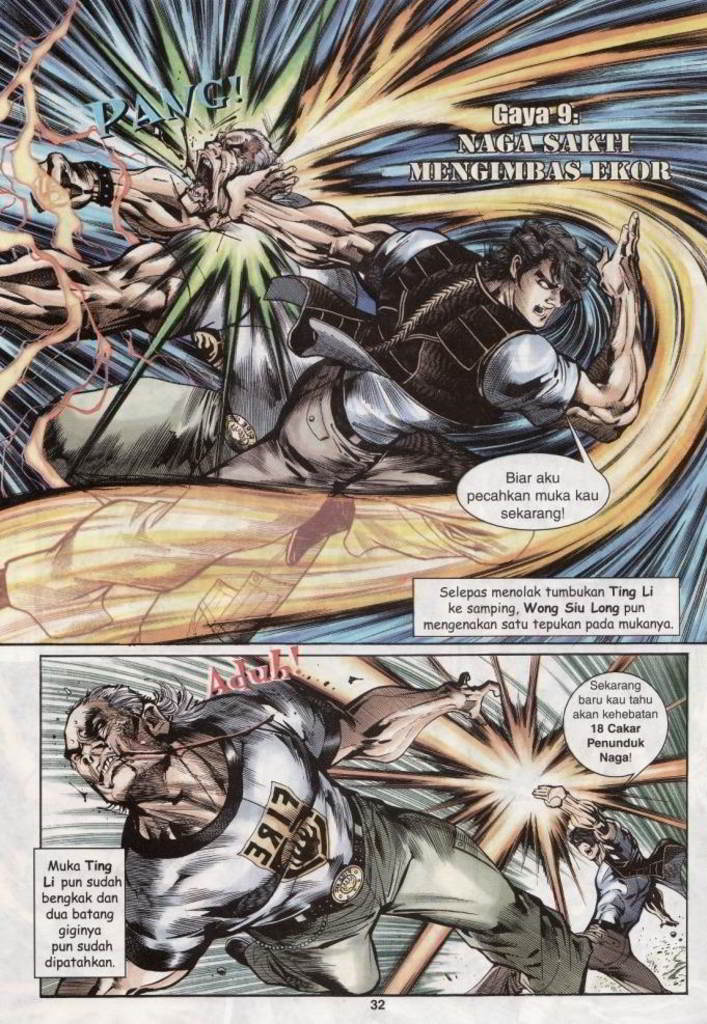 PANG!
Gaya 9:
NAGA SAKTI
MENGIMBAS EKOR
Biar aku
pecahkan muka kau
sekarang!
Selepas menolak tumbukan Ting Li
ke samping, Wong Siu Long pun
mengenakan satu tepukan pada mukanya.
Aduh!...
Sekarang
baru kau tahu
akan kehebatan
18 Cakar
Penunduk
Naga!
EIRE
Muka Ting
Li pun sudah
bengkak dan
dua batang
giginya
pun sudah
dipatahkan.
32